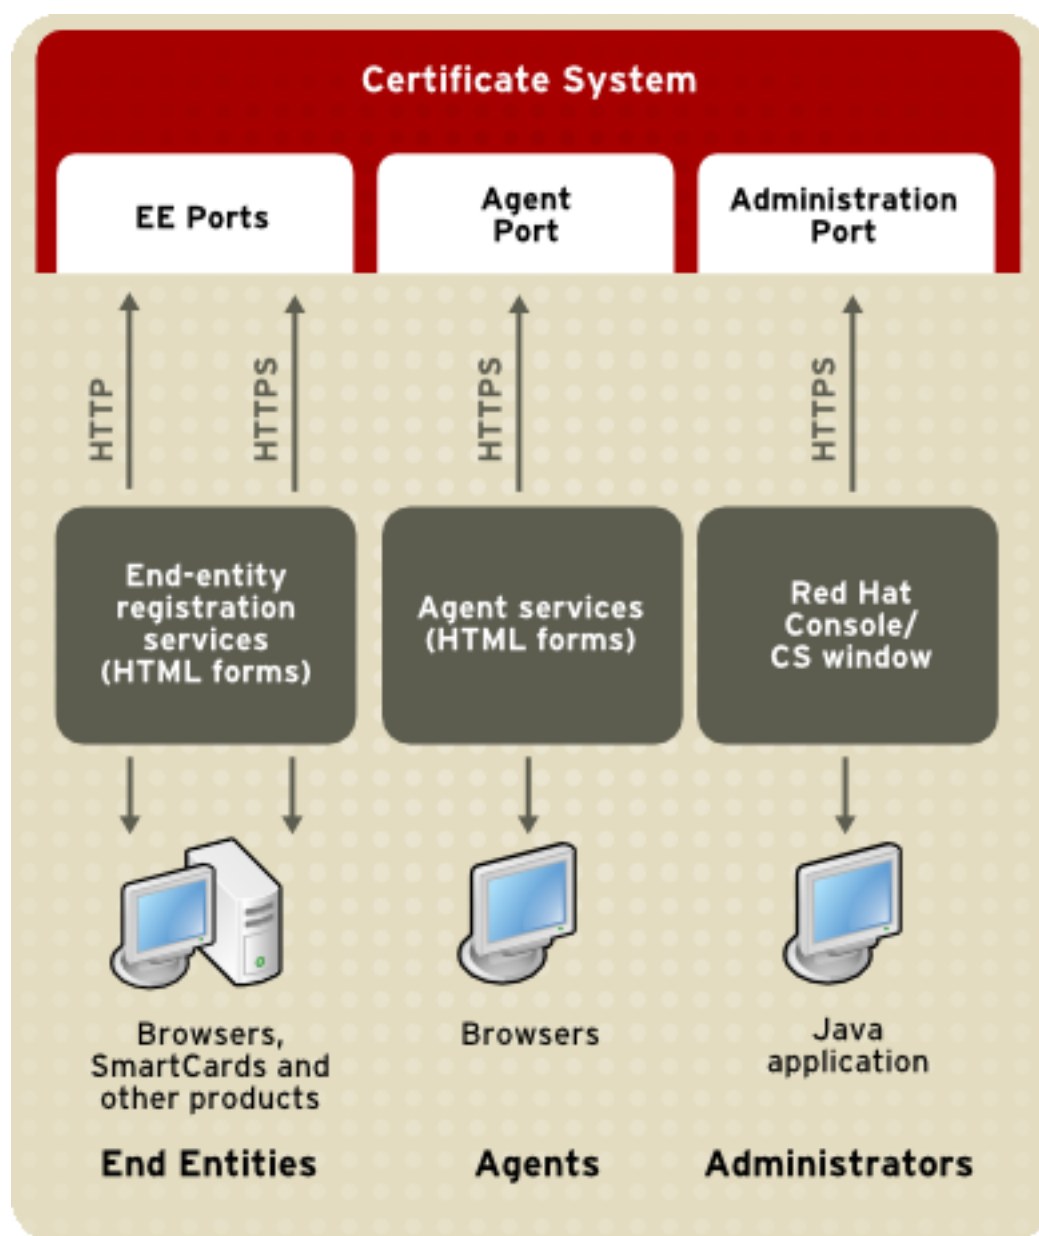 Certificate System
EE Ports
Agent
Port
Administration
Port
HTTP
HTTPS
HTTPS
HTTPS
End-entity
registration
services
(HTML forms)
Agent services
(HTML forms)
Red Hat
Console/
CS window
Browsers,
SmartCards and
other products
Browsers
Java
application
End Entities
Agents
Administrators